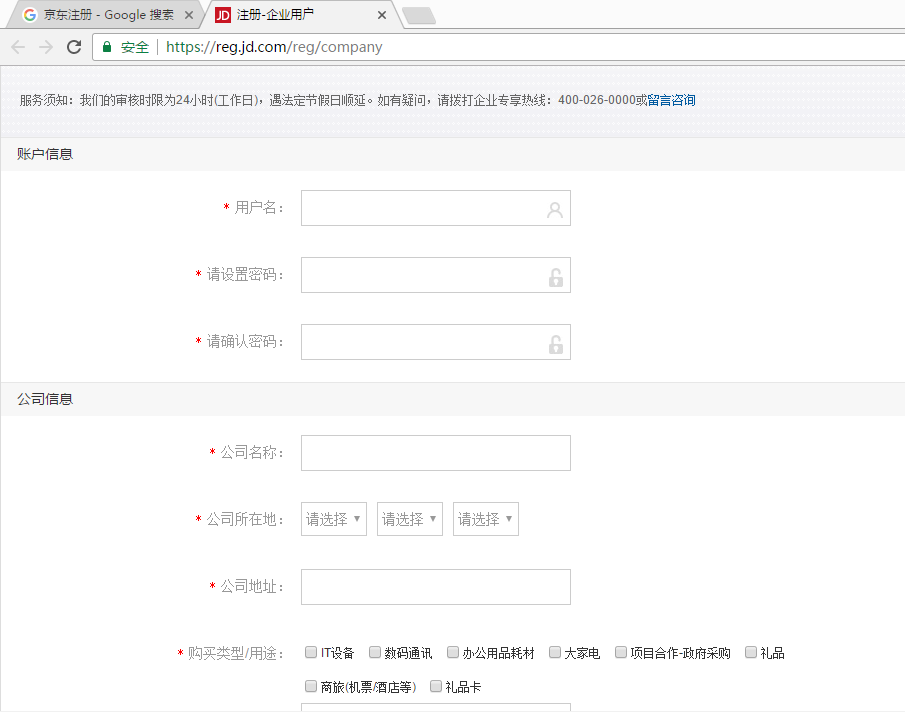 京东注册 - Google 搜索
JD 注册-企业用户
安全 https://reg.jd.com/reg/company
服务须知：我们的审核时限为24小时(工作日)，遇法定节假日顺延。如有疑问，请拨打企业专享热线：400-026-0000或留言咨询
账户信息
* 用户名：
* 请设置密码：
* 请确认密码：
公司信息
* 公司名称：
* 公司所在地： 请选择 请选择 请选择
* 公司地址：
* 购买类型/用途： IT设备 数码通讯 办公用品耗材 大家电 项目合作-政府采购 礼品
商旅(机票/酒店等) 礼品卡